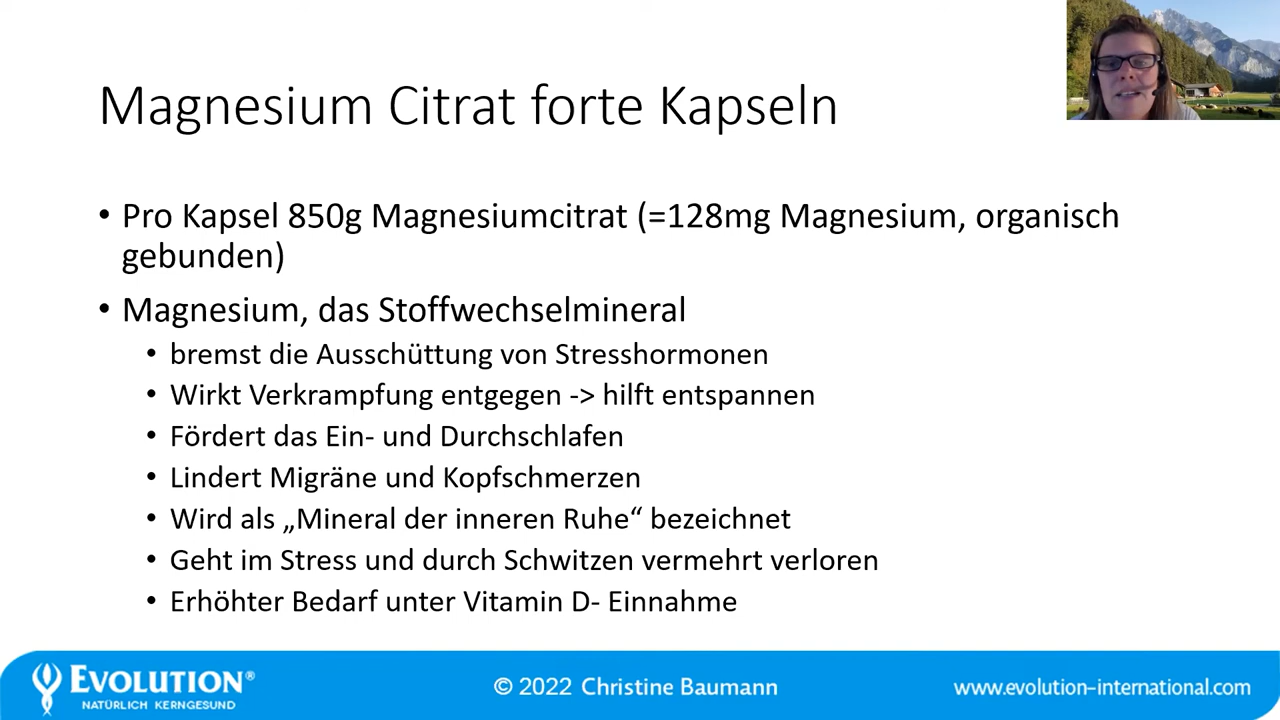 Magnesium Citrat forte Kapseln
• Pro Kapsel 850g Magnesiumcitrat (=128mg Magnesium, organisch
gebunden)
• Magnesium, das Stoffwechselmineral
• bremst die Ausschüttung von Stresshormonen
• Wirkt Verkrampfung entgegen -> hilft entspannen
• Fördert das Ein- und Durchschlafen
• Lindert Migräne und Kopfschmerzen
• Wird als „Mineral der inneren Ruhe“ bezeichnet
• Geht im Stress und durch Schwitzen vermehrt verloren
• Erhöhter Bedarf unter Vitamin D- Einnahme
EVOLUTION®
NATÜRLICH KERNGESUND
© 2022 Christine Baumann
www.evolution-international.com